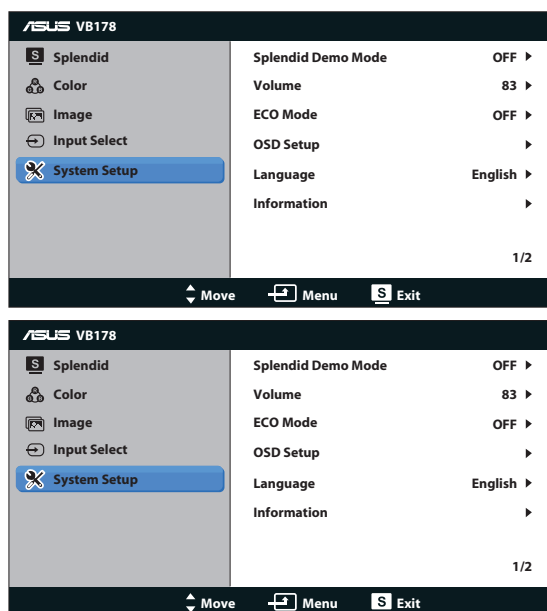 ASUS VB178
S Splendid Splendid Demo Mode OFF
Color Volume 83
Image ECO Mode OFF
Input Select OSD Setup
System Setup Language English
Information
1/2
Move Menu S Exit
ASUS VB178
S Splendid Splendid Demo Mode OFF
Color Volume 83
Image ECO Mode OFF
Input Select OSD Setup
System Setup Language English
Information
1/2
Move Menu S Exit